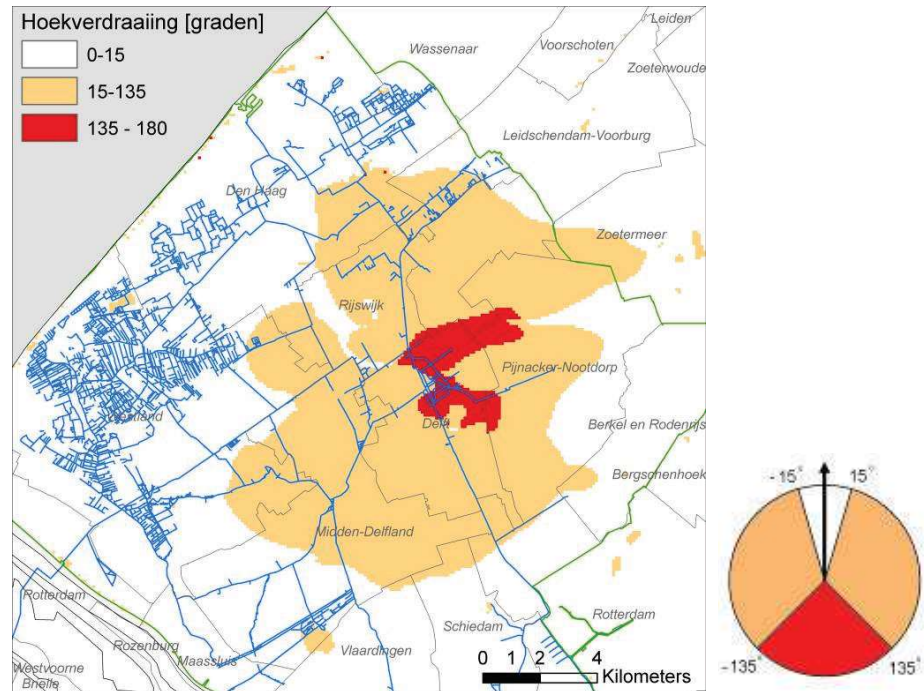 Hoekverdraaiing [graden]
0-15
15-135
135 - 180
Leiden
Wassenaar
Voorschoten
Zoeterwoude
Leidschendam-Voorburg
Den Haag
Zoetermeer
Rijswijk
Pijnacker-Nootdorp
Westland
Delft
Berkel en Rodenrijs
Bergschenhoek
Midden-Delfland
Rotterdam
Rotterdam
Schiedam
Rozenburg
Maassluis
Vlaardingen
Westvoorne
Brielle
0 1 2 4
Kilometers
- 15° 15°
-135° 135°